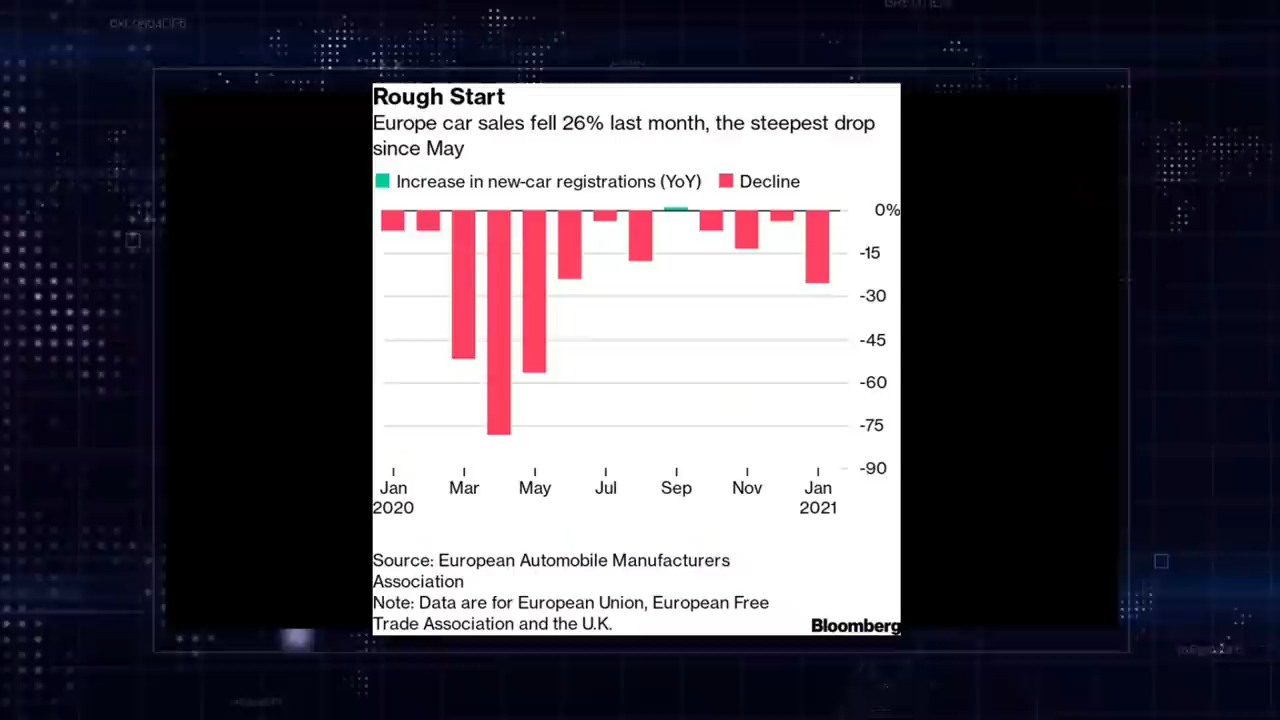 Rough Start
Europe car sales fell 26% last month, the steepest drop
since May
Increase in new-car registrations (YoY) Decline
0%
-15
-30
-45
-60
-75
-90
Jan Mar May Jul Sep Nov Jan
2020 2021
Source: European Automobile Manufacturers
Association
Note: Data are for European Union, European Free
Trade Association and the U.K.
Bloomberg